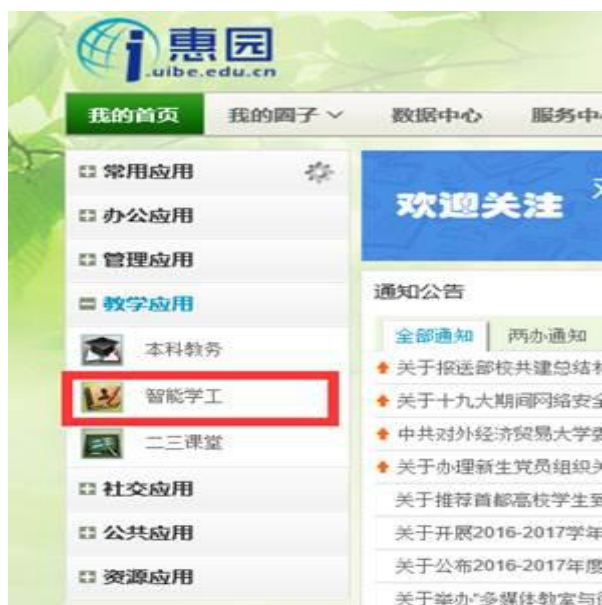 惠园
i.uibe.edu.cn
我的首页 我的圈子 数据中心 服务中
常用应用
办公应用
管理应用
教学应用
本科教务
智能学工
二三课堂
社交应用
公共应用
资源应用
欢迎关注
通知公告
全部通知 两办通知
关于报送部校共建总结
关于十九大期间网络安全
中共对外经济贸易大学委
关于办理新生党员组织关
关于推荐首都高校学生到
关于开展2016-2017学年
关于公布2016-2017年度
关于举办“多媒体教室与